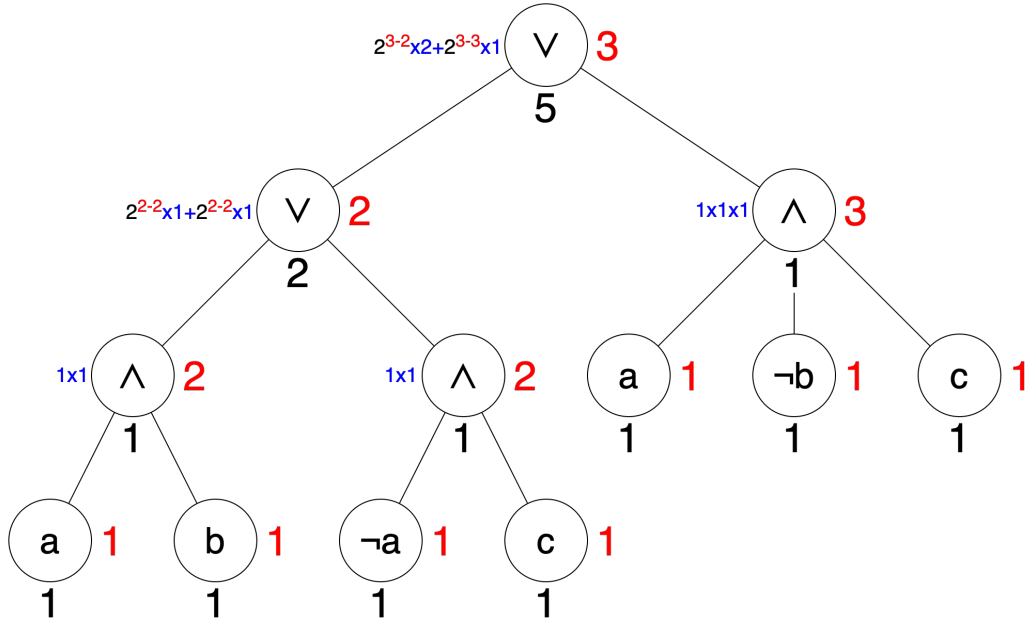 2^{3-2}x2+2^{3-3}x1 ∨ 3
5
2^{2-2}x1+2^{2-2}x1 ∨ 2
2
1x1x1 ∧ 3
1
1x1 ∧ 2
1
1x1 ∧ 2
1
a 1
1
¬b 1
1
c 1
1
a 1
1
b 1
1
¬a 1
1
c 1
1